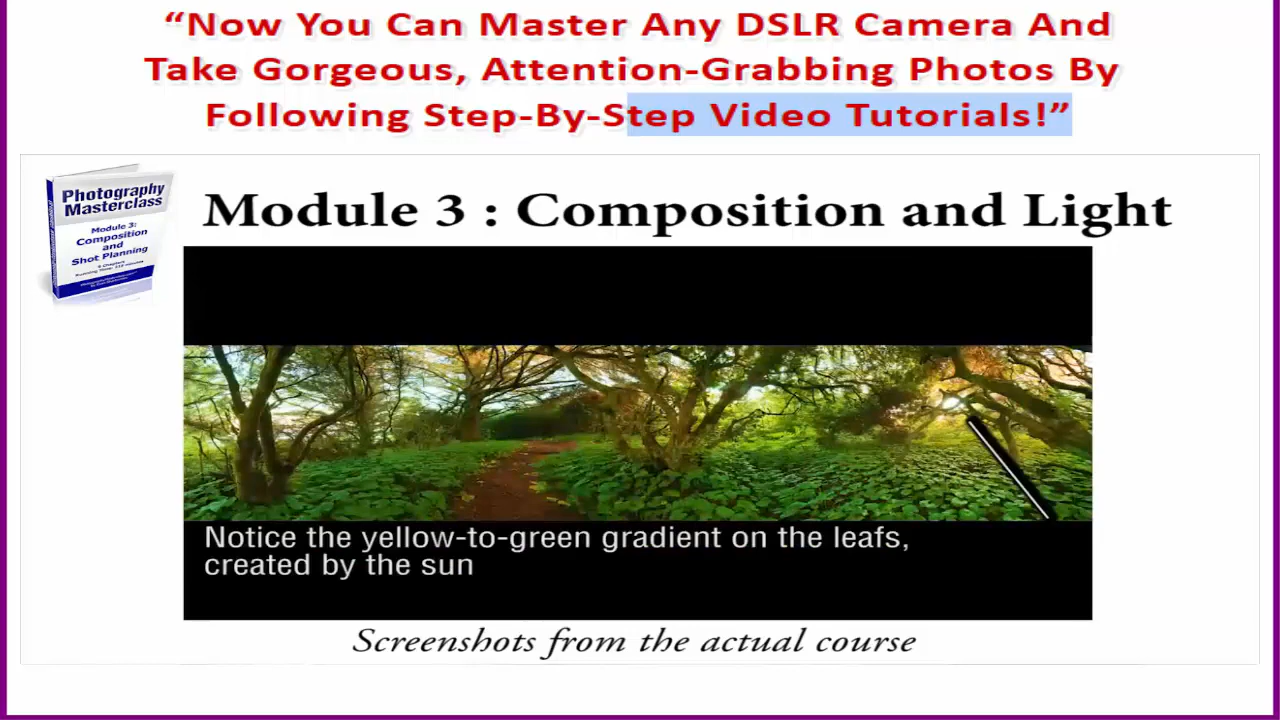 “Now You Can Master Any DSLR Camera And
Take Gorgeous, Attention-Grabbing Photos By
Following Step-By-Step Video Tutorials!”
Photography
Masterclass
Module 3:
Composition
and
Shot Planning
Module 3 : Composition and Light
Notice the yellow-to-green gradient on the leafs,
created by the sun
Screenshots from the actual course